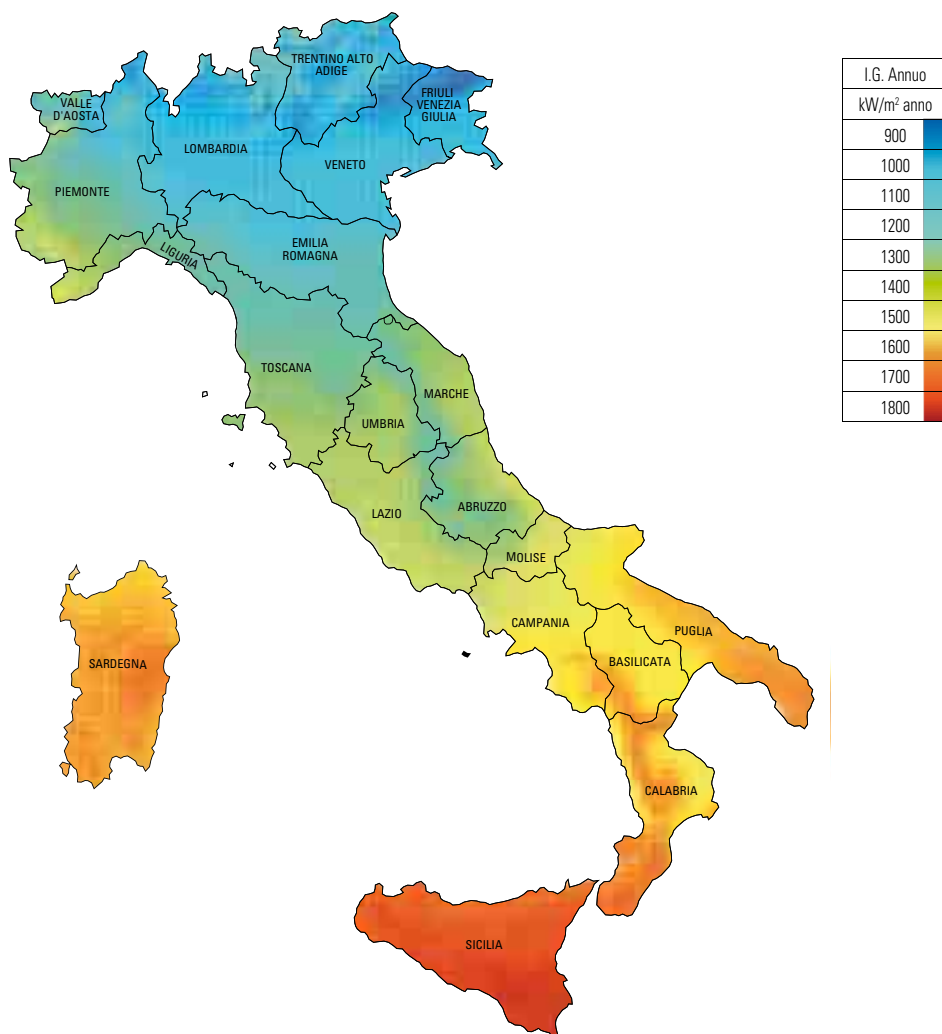 TRENTINO ALTO
ADIGE
FRIULI
VENEZIA
GIULIA
VALLE
D'AOSTA
LOMBARDIA
VENETO
PIEMONTE
EMILIA
ROMAGNA
LIGURIA
TOSCANA
MARCHE
UMBRIA
LAZIO
ABRUZZO
MOLISE
CAMPANIA
PUGLIA
BASILICATA
SARDEGNA
CALABRIA
SICILIA
I.G. Annuo
kW/m² anno
900
1000
1100
1200
1300
1400
1500
1600
1700
1800